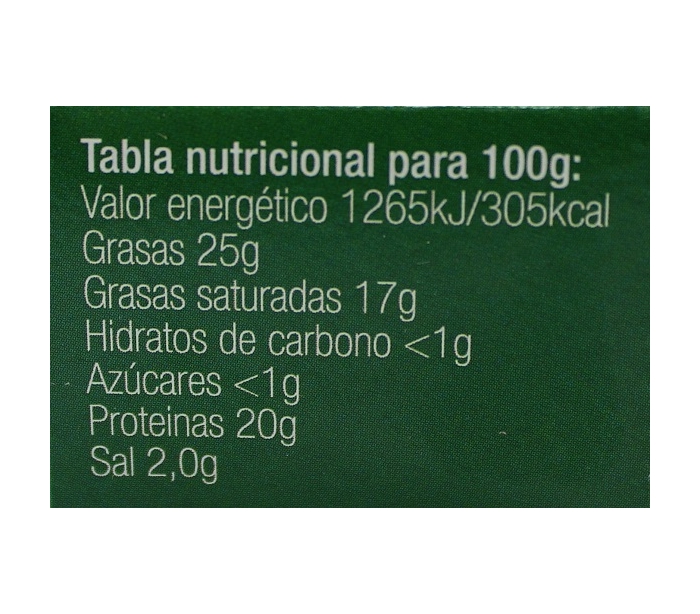 Tabla nutricional para 100g:
Valor energético 1265kJ/305kcal
Grasas 25g
Grasas saturadas 17g
Hidratos de carbono <1g
Azúcares <1g
Proteinas 20g
Sal 2,0g